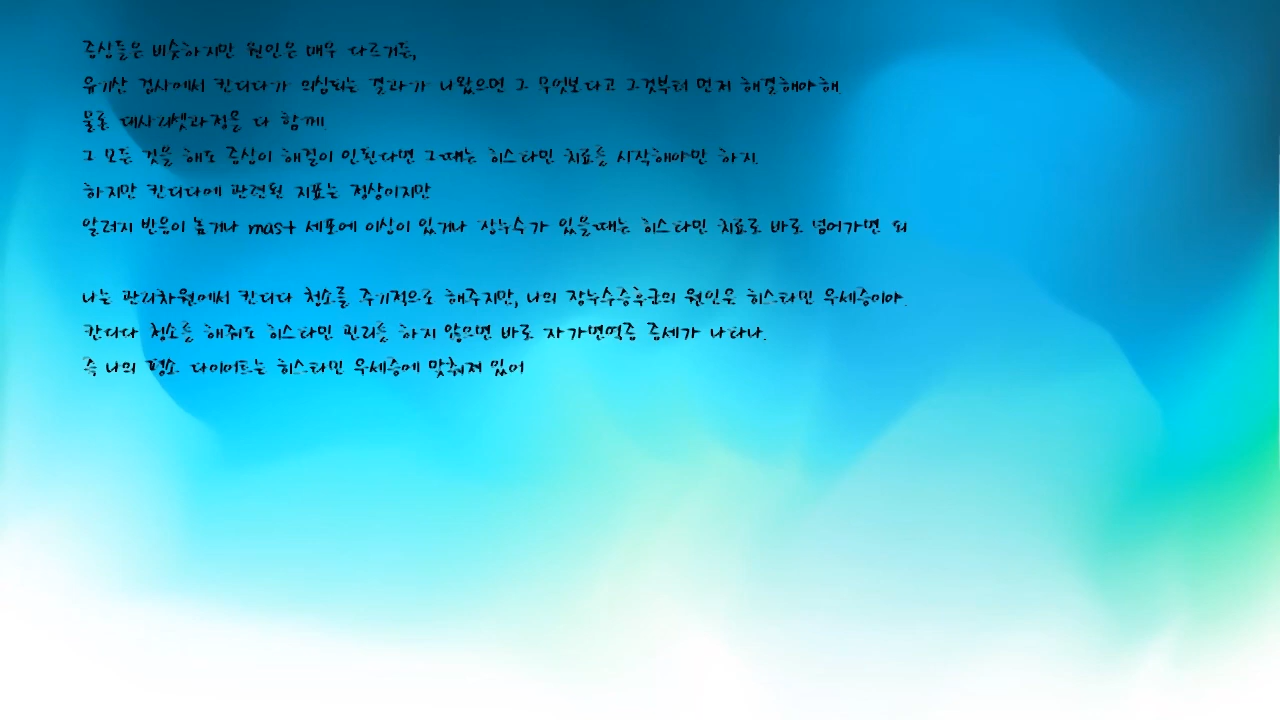 증상들은 비슷하지만 원인은 매우 다르거든,
유기산 검사에서 칸디다가 의심되는 결과가 나왔으면 그 무엇보다고 그것부터 먼저 해결해야 해.
물론 대사리셋과정을 다 함께.
그 모든 것을 해도 증상이 해결이 안된다면 그때는 히스타민 치료를 시작해야만 하지.
하지만 칸디다에 관련된 지표는 정상이지만
알러지 반응이 높거나 mast 세포에 이상이 있거나 장누수가 있을때는 히스타민 치료로 바로 넘어가면 되
나는 관리차원에서 칸디다 청소를 주기적으로 해주지만, 나의 장누수증후군의 원인은 히스타민 우세증이야.
칸디다 청소를 해줘도 히스타민 관리를 하지 않으면 바로 자가면역증 증세가 나타나.
즉 나의 평소 다이어트는 히스타민 우세증에 맞춰져 있어